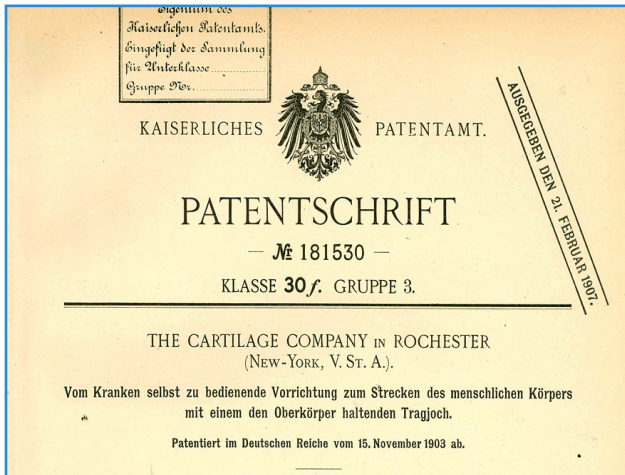 Eigentum des
Kaiserlichen Patentamts.
Eingefügt der Sammlung
für Unterklasse
Gruppe Nr.
KAISERLICHES PATENTAMT.
AUSGEGEBEN DEN 21. FEBRUAR 1907.
PATENTSCHRIFT
— № 181530 —
KLASSE 30 f. GRUPPE 3.
THE CARTILAGE COMPANY IN ROCHESTER
(NEW-YORK, V. ST. A.).
Vom Kranken selbst zu bedienende Vorrichtung zum Strecken des menschlichen Körpers
mit einem den Oberkörper haltenden Tragjoch.
Patentiert im Deutschen Reiche vom 15. November 1903 ab.